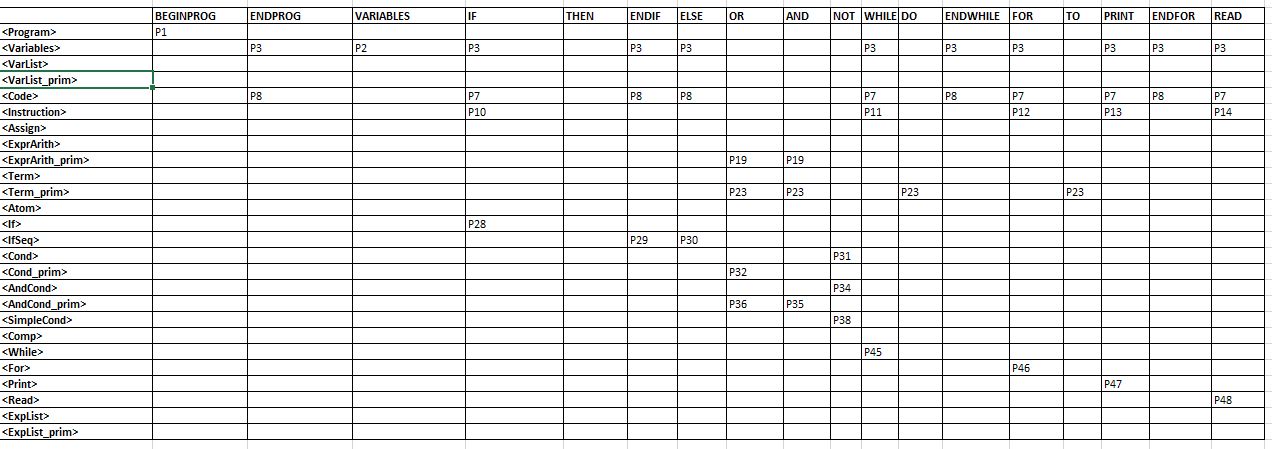 BEGINPROG ENDPROG VARIABLES IF THEN ENDIF ELSE OR AND NOT WHILE DO ENDWHILE FOR TO PRINT ENDFOR READ
<Program> P1
<Variables> P3 P2 P3 P3 P3 P3 P3 P3 P3 P3 P3
<VarList>
<VarList_prim>
<Code> P8 P7 P8 P8 P7 P8 P7 P7 P8 P7
<Instruction> P10 P11 P12 P13 P14
<Assign>
<ExprArith>
<ExprArith_prim> P19 P19
<Term>
<Term_prim> P23 P23 P23 P23
<Atom>
<If> P28
<IfSeq> P29 P30
<Cond> P31
<Cond_prim> P32
<AndCond> P34
<AndCond_prim> P36 P35
<SimpleCond> P38
<Comp>
<While> P45
<For> P46
<Print> P47
<Read> P48
<ExpList>
<ExpList_prim>